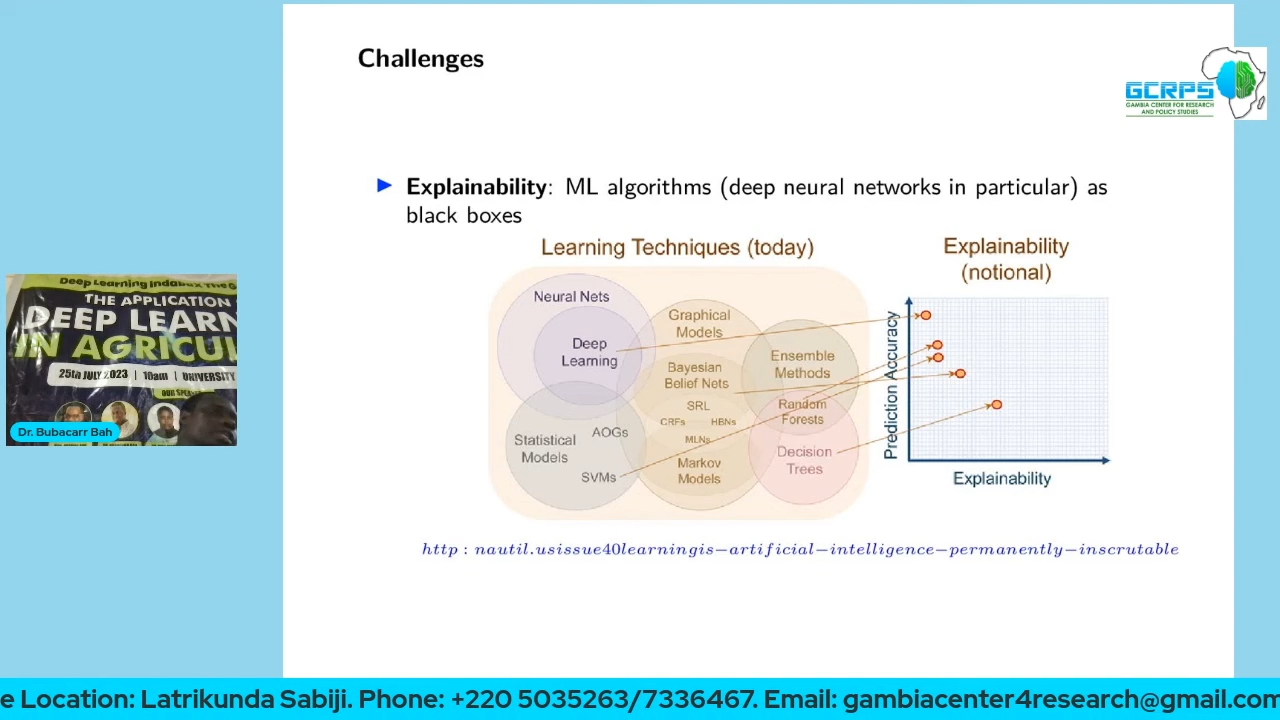 Challenges
GCRPS
GAMBIA CENTER FOR RESEARCH
AND POLICY STUDIES
▶ Explainability: ML algorithms (deep neural networks in particular) as
black boxes
Learning Techniques (today)
Neural Nets
Deep
Learning
Graphical
Models
Bayesian
Belief Nets
SRL
CRFs
HBNs
MLNs
Markov
Models
Ensemble
Methods
Random
Forests
Decision
Trees
Statistical
Models
AOGs
SVMs
Explainability
(notional)
Prediction Accuracy
Explainability
http : nautil.usissue40learningis−artificial−intelligence−permanently−inscrutable
Deep Learning
THE APPLICATION
DEEP LEARN
IN AGRICU
25th JULY 2023 | 10am | UNIVERSITY
OUR
Dr. Bubacarr Bah
e Location: Latrikunda Sabiji. Phone: +220 5035263/7336467. Email: gambiacenter4research@gmail.com